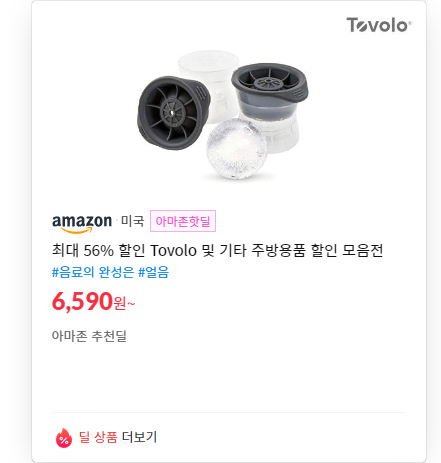 Tovolo
amazon · 미국 아마존핫딜
최대 56% 할인 Tovolo 및 기타 주방용품 할인 모음전
#음료의 완성은 #얼음
6,590원~
아마존 추천딜
% 딜 상품 더보기